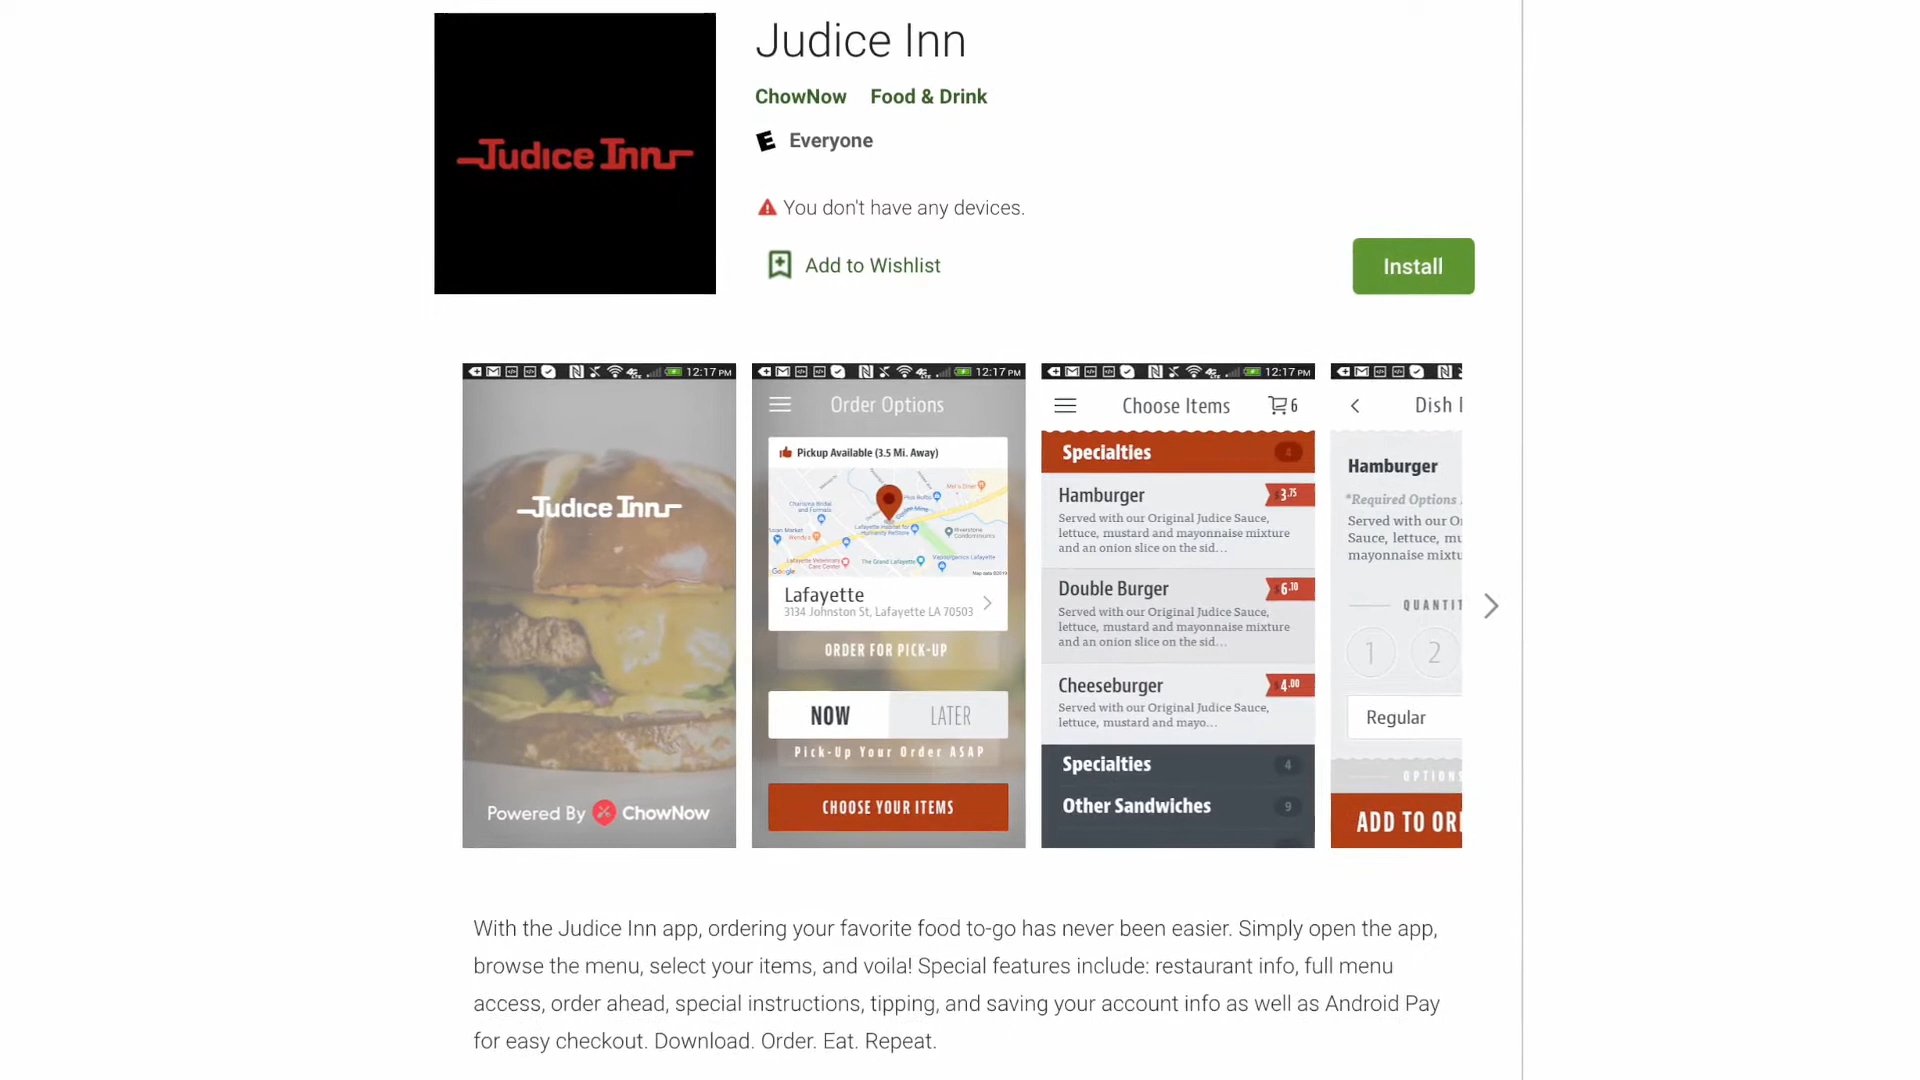 Judice Inn
Judice Inn
ChowNow Food & Drink
E Everyone
You don't have any devices.
Add to Wishlist
Install
12:17 PM
Judice Inn
Powered By ChowNow
12:17 PM
Order Options
Pickup Available (3.5 Mi. Away)
Google
Lafayette
3134 Johnston St, Lafayette LA 70503
ORDER FOR PICK-UP
NOW LATER
Pick-Up Your Order ASAP
CHOOSE YOUR ITEMS
12:17 PM
Choose Items 6
Specialties 4
Hamburger $3.75
Served with our Original Judice Sauce,
lettuce, mustard and mayonnaise mixture
and an onion slice on the sid...
Double Burger $6.10
Served with our Original Judice Sauce,
lettuce, mustard and mayonnaise mixture
and an onion slice on the sid...
Cheeseburger $4.00
Served with our Original Judice Sauce,
lettuce, mustard and mayo...
Specialties 4
Other Sandwiches 9
Dish
Hamburger
*Required Options
Served with our
Sauce, lettuce, mu
mayonnaise mixtu
QUANTIT
1 2
Regular
OPTIONS
ADD TO OR
With the Judice Inn app, ordering your favorite food to-go has never been easier. Simply open the app,
browse the menu, select your items, and voila! Special features include: restaurant info, full menu
access, order ahead, special instructions, tipping, and saving your account info as well as Android Pay
for easy checkout. Download. Order. Eat. Repeat.